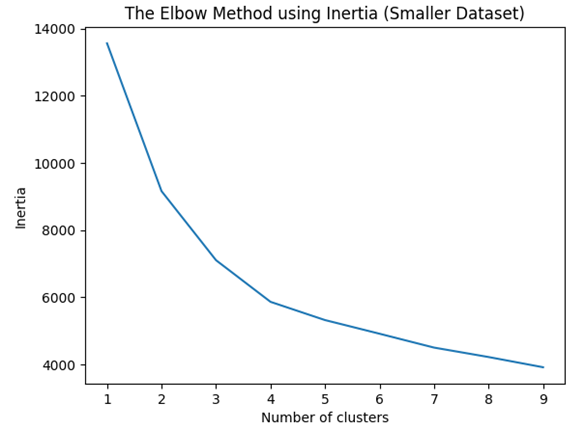 The Elbow Method using Inertia (Smaller Dataset)
14000
12000
10000
8000
6000
4000
Inertia
1 2 3 4 5 6 7 8 9
Number of clusters